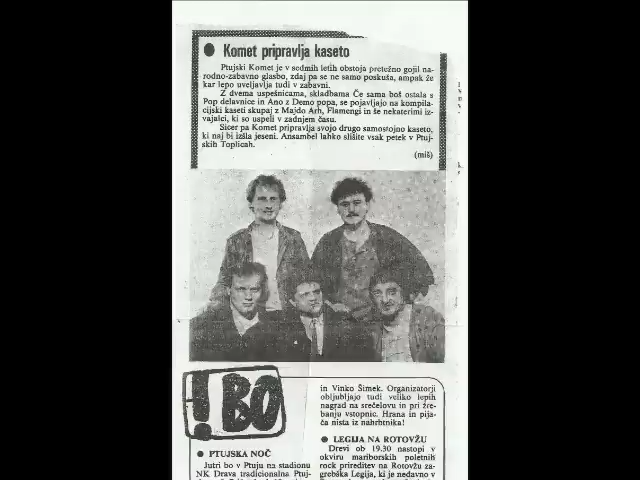 ● Komet pripravlja kaseto
Ptujski Komet je v sedmih letih obstoja pretežno gojil na-
rodno-zabavno glasbo, zdaj pa se ne samo poskuša, ampak že
kar lepo uveljavlja tudi v zabavni.
Z dvema uspešnicama, skladbama Če sama boš ostala s
Pop delavnice in Ano z Demo popa, se pojavljajo na kompila-
cijski kaseti skupaj z Majdo Arh, Flamengi in še nekaterimi iz-
vajalci, ki so uspeli v zadnjem času.
Sicer pa Komet pripravlja svojo drugo samostojno kaseto,
ki naj bi izšla jeseni. Ansambel lahko slišite vsak petek v Ptuj-
skih Toplicah.
(miš)
!BO
● PTUJSKA NOČ
Jutri bo v Ptuju na stadionu
NK Drava tradicionalna Ptuj-
in Vinko Šimek. Organizatorji
obljubljajo tudi veliko lepih
nagrad na srečelovu in pri žre-
banju vstopnic. Hrana in pija-
ča nista iz nahrbtnika!
● LEGIJA NA ROTOVŽU
Drevi ob 19.30 nastopi v
okviru mariborskih poletnih
rock prireditev na Rotovžu za-
grebška Legija, ki je nedavno v